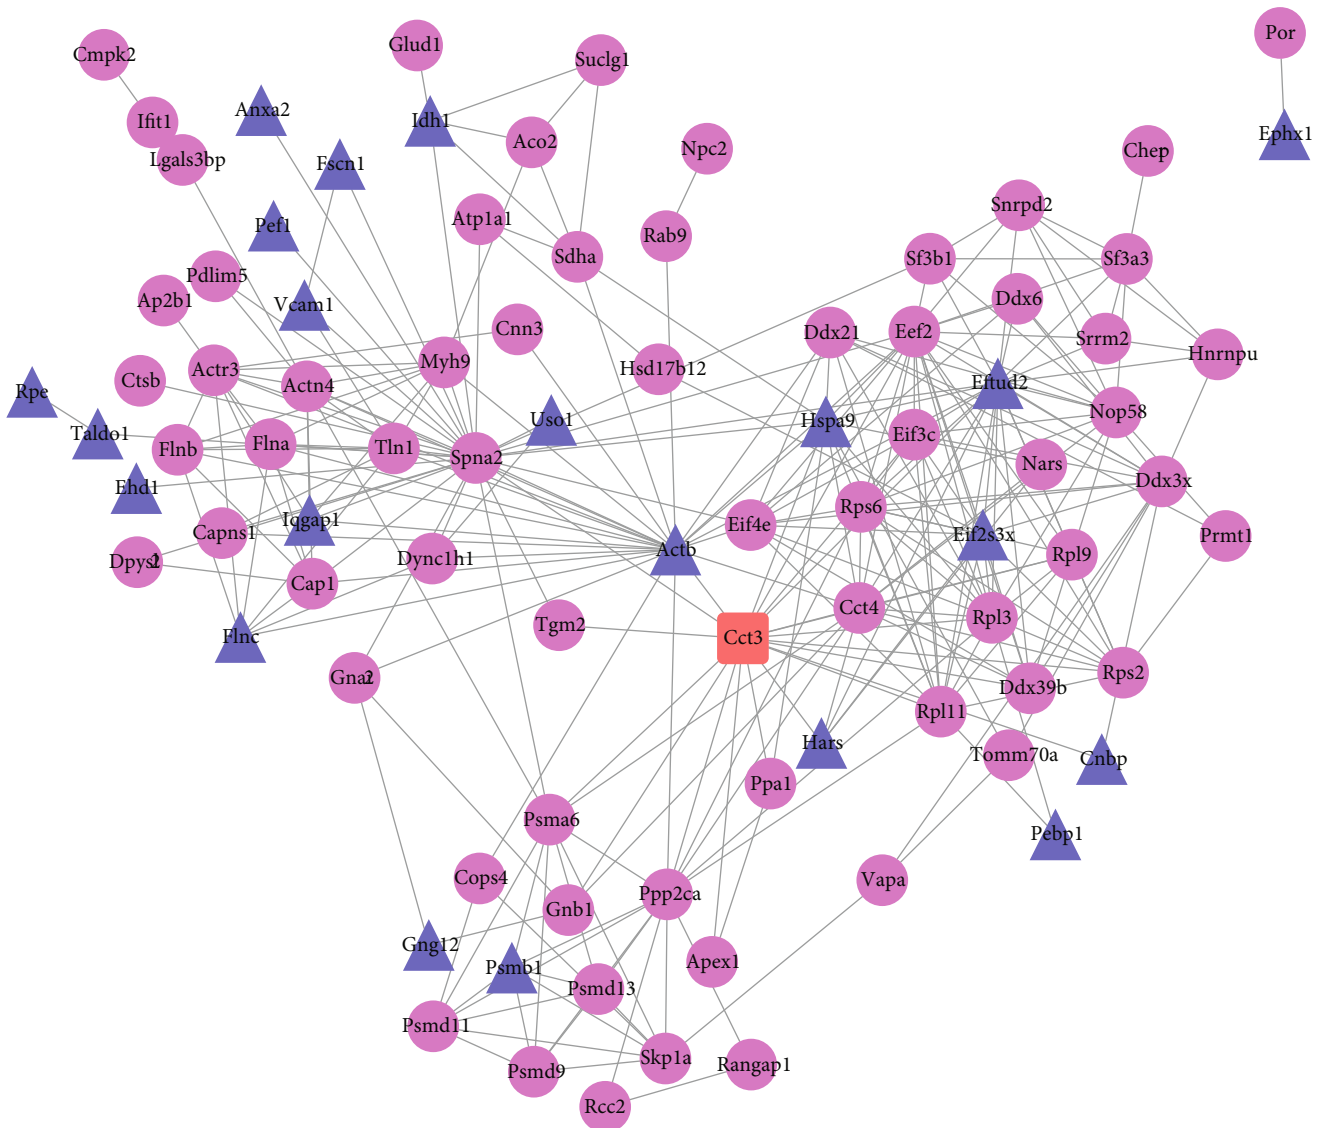 Por
Glud1
Cmpk2
Suclg1
Anxa2
Idh1
Ifit1
Ephx1
Aco2
Npc2
Lgals3bp
Fscn1
Snrpd2
Atp1a1
Pef1
Rab9
Sdha
Sf3b1
Sf3a3
Pdlim5
Ap2b1
Vcam1
Ddx6
Cnn3
Ddx21
Eef2
Srrm2
Hnrnpu
Myh9
Hsd17b12
Actr3
Ctsb
Actn4
Eftud2
Rpe
Nop58
Uso1
Hspa9
Taldo1
Eif3c
Flnb
Flna
Tln1
Spna2
Nars
Ddx3x
Ehd1
Rps6
Iqgap1
Eif4e
Capns1
Eif2s3x
Prmt1
Actb
Rpl9
Dync1h1
Cap1
Cct4
Rpl3
Tgm2
Flnc
Cct3
Rps2
Ddx39b
Rpl11
Hars
Tomm70a
Cnbp
Ppa1
Psma6
Pebp1
Cops4
Vapa
Ppp2ca
Gnb1
Gng12
Apex1
Psmb1
Psmd13
Psmd11
Skp1a
Rangap1
Psmd9
Rcc2